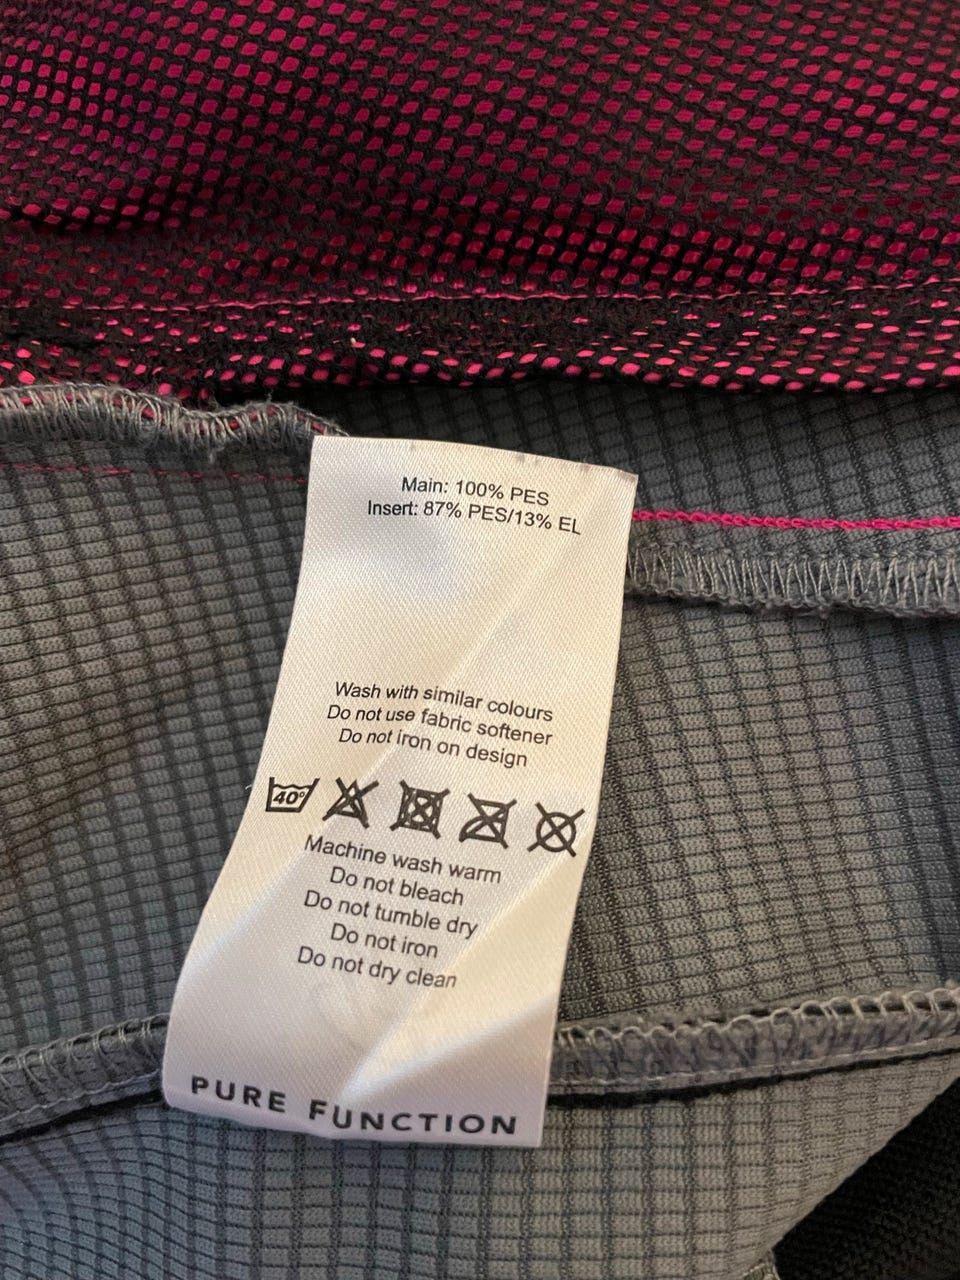 Main: 100% PES
Insert: 87% PES/13% EL
Wash with similar colours
Do not use fabric softener
Do not iron on design
40°
Machine wash warm
Do not bleach
Do not tumble dry
Do not iron
Do not dry clean
PURE FUNCTION